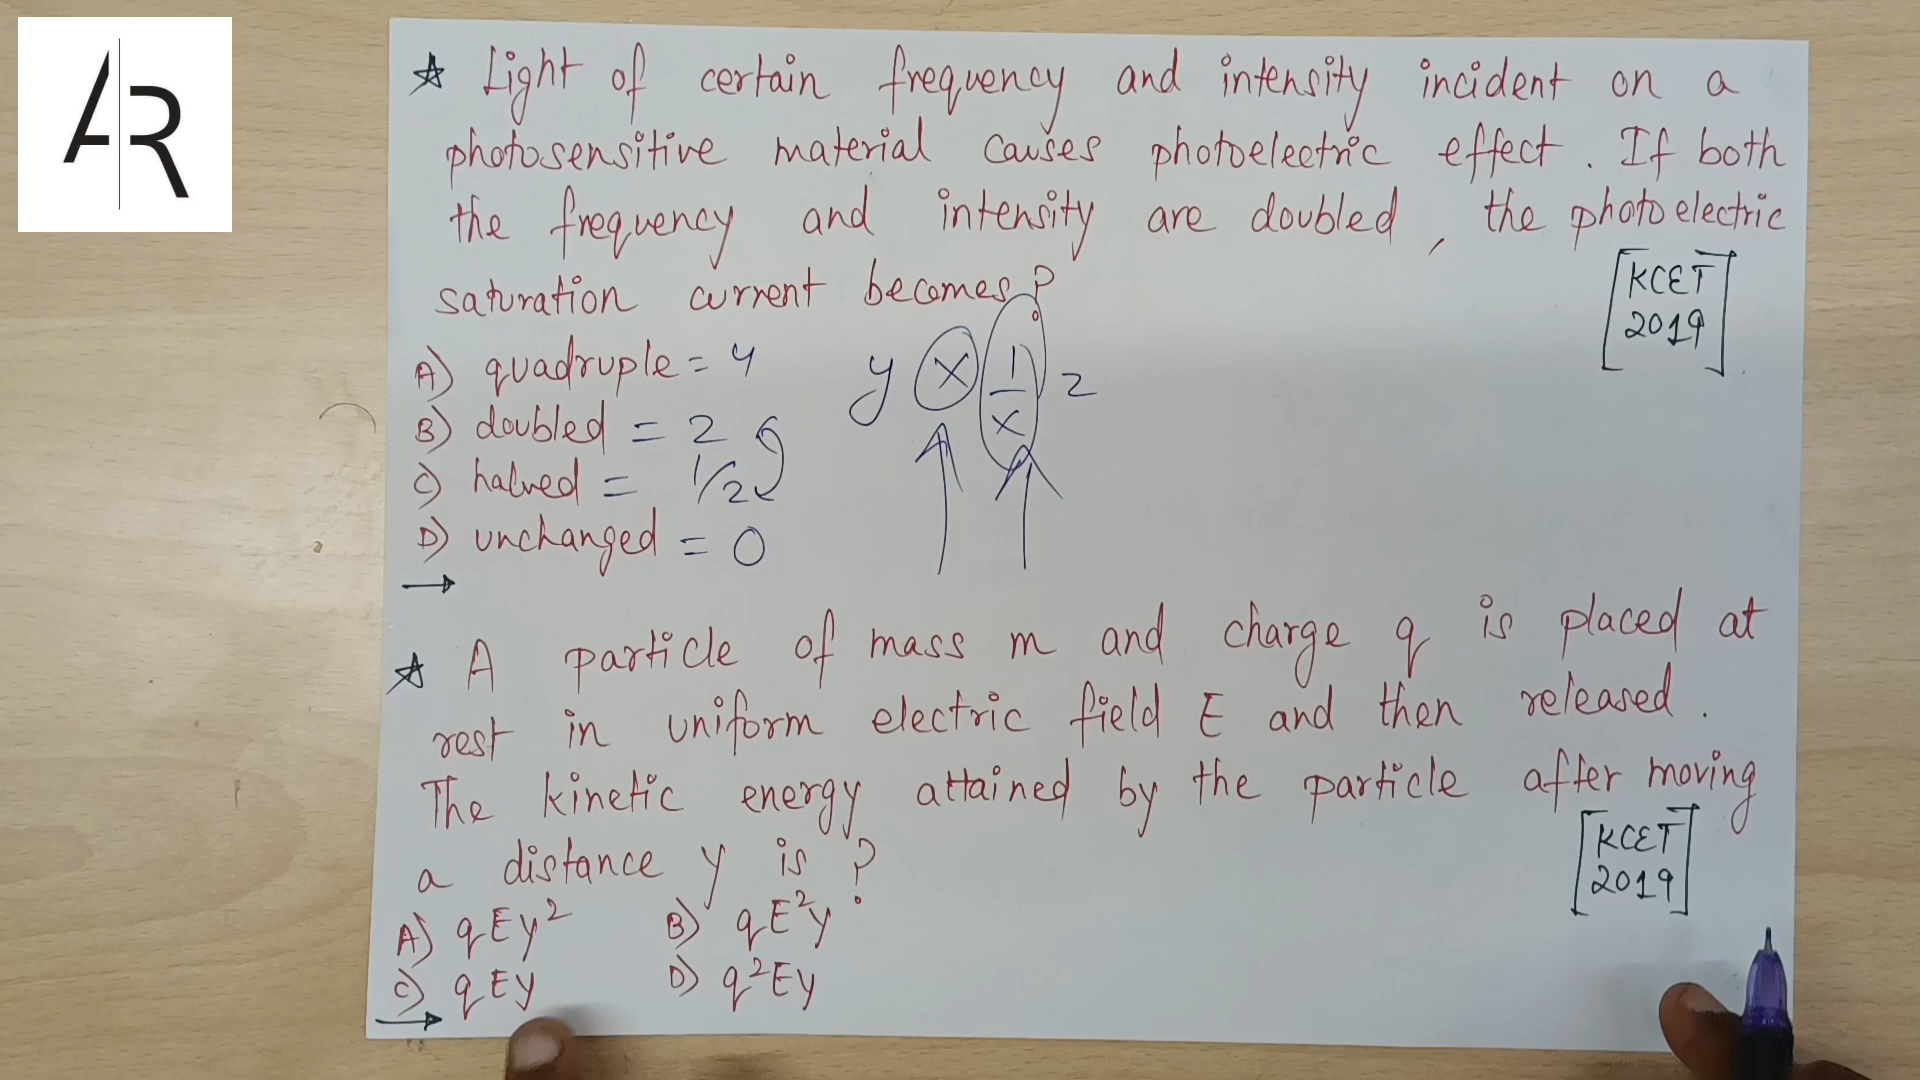 AR
☆ Light of certain frequency and intensity incident on a
photosensitive material causes photoelectric effect. If both
the frequency and intensity are doubled, the photoelectric
saturation current becomes?
[KCET
2019]
A) quadruple = 4
y × 1/x = 2
B) doubled = 2
C) halved = 1/2
D) unchanged = 0
→
☆ A particle of mass m and charge q is placed at
rest in uniform electric field E and then released.
The kinetic energy attained by the particle after moving
a distance y is?
[KCET
2019]
A) qEy² B) qE²y
C) qEy D) q²Ey
→